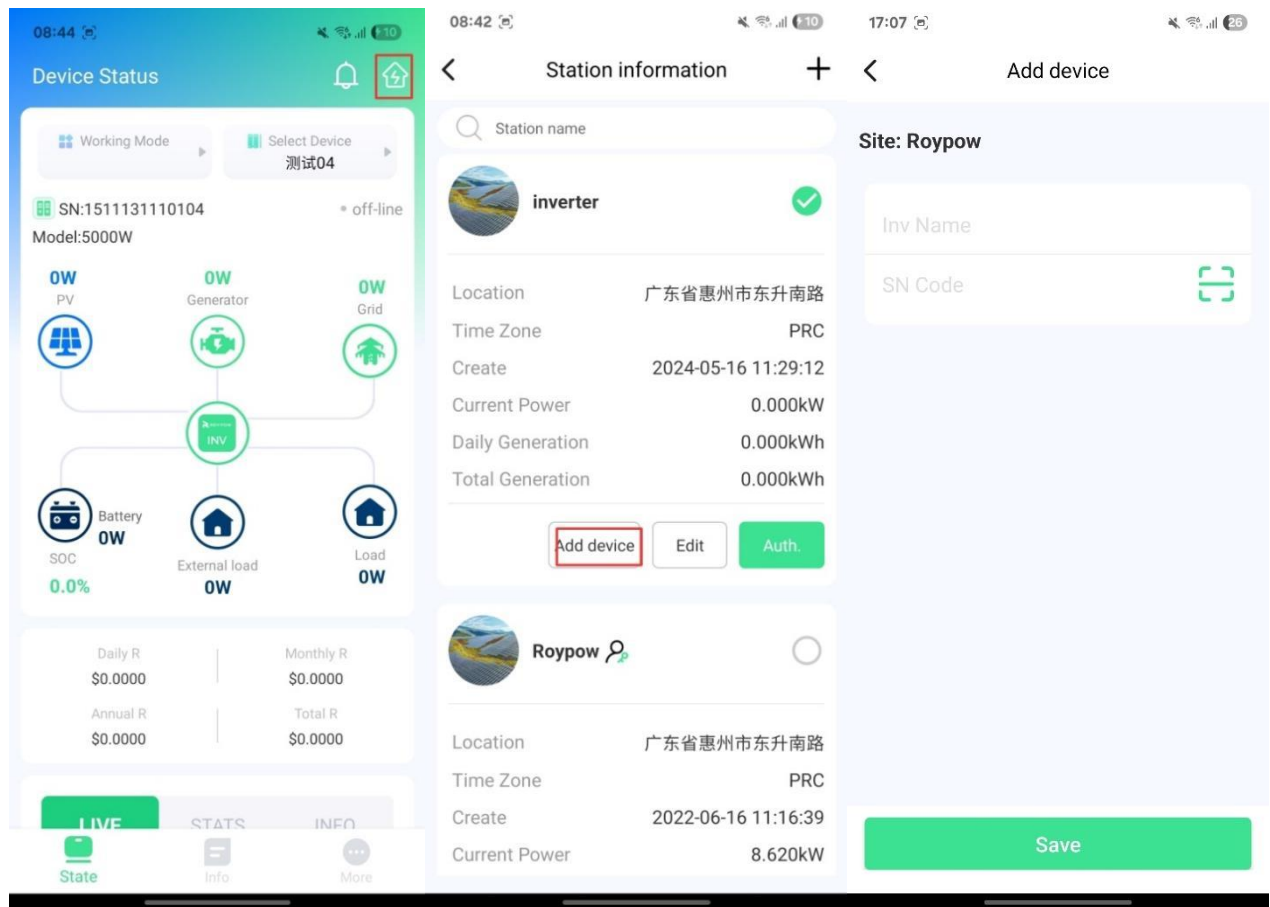 08:44
10
Device Status
Working Mode
Select Device
测试04
SN:1511131110104
off-line
Model:5000W
0W
PV
0W
Generator
0W
Grid
INV
Battery
0W
SOC
0.0%
External load
0W
Load
0W
Daily R
$0.0000
Monthly R
$0.0000
Annual R
$0.0000
Total R
$0.0000
LIVE
STATS
INFO
State
Info
More
08:42
10
Station information
Station name
inverter
Location 广东省惠州市东升南路
Time Zone PRC
Create 2024-05-16 11:29:12
Current Power 0.000kW
Daily Generation 0.000kWh
Total Generation 0.000kWh
Add device Edit Auth.
Roypow
Location 广东省惠州市东升南路
Time Zone PRC
Create 2022-06-16 11:16:39
Current Power 8.620kW
17:07
26
Add device
Site: Roypow
Inv Name
SN Code
Save